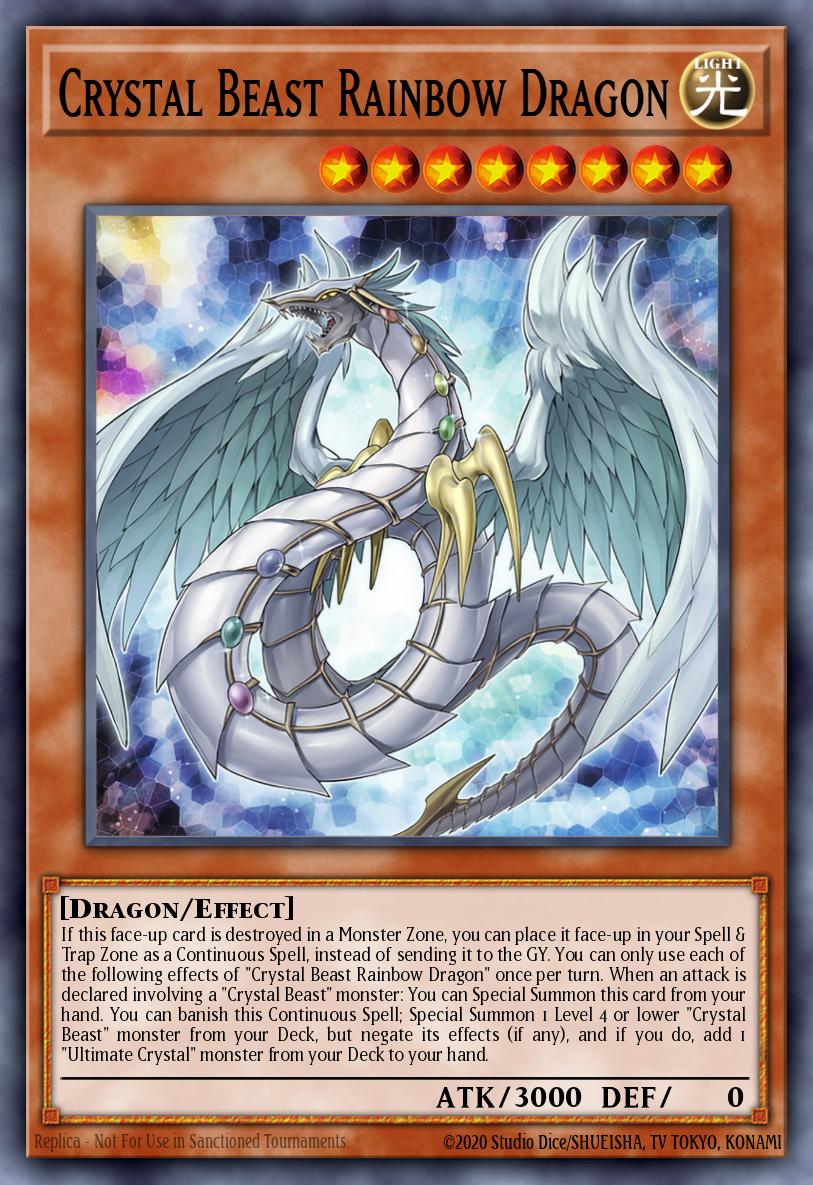 Crystal Beast Rainbow Dragon
LIGHT
光
[Dragon/Effect]
If this face-up card is destroyed in a Monster Zone, you can place it face-up in your Spell &
Trap Zone as a Continuous Spell, instead of sending it to the GY. You can only use each of
the following effects of "Crystal Beast Rainbow Dragon" once per turn. When an attack is
declared involving a "Crystal Beast" monster: You can Special Summon this card from your
hand. You can banish this Continuous Spell; Special Summon 1 Level 4 or lower "Crystal
Beast" monster from your Deck, but negate its effects (if any), and if you do, add 1
"Ultimate Crystal" monster from your Deck to your hand.
ATK/3000 DEF/ 0
Replica - Not For Use in Sanctioned Tournaments.
©2020 Studio Dice/SHUEISHA, TV TOKYO, KONAMI